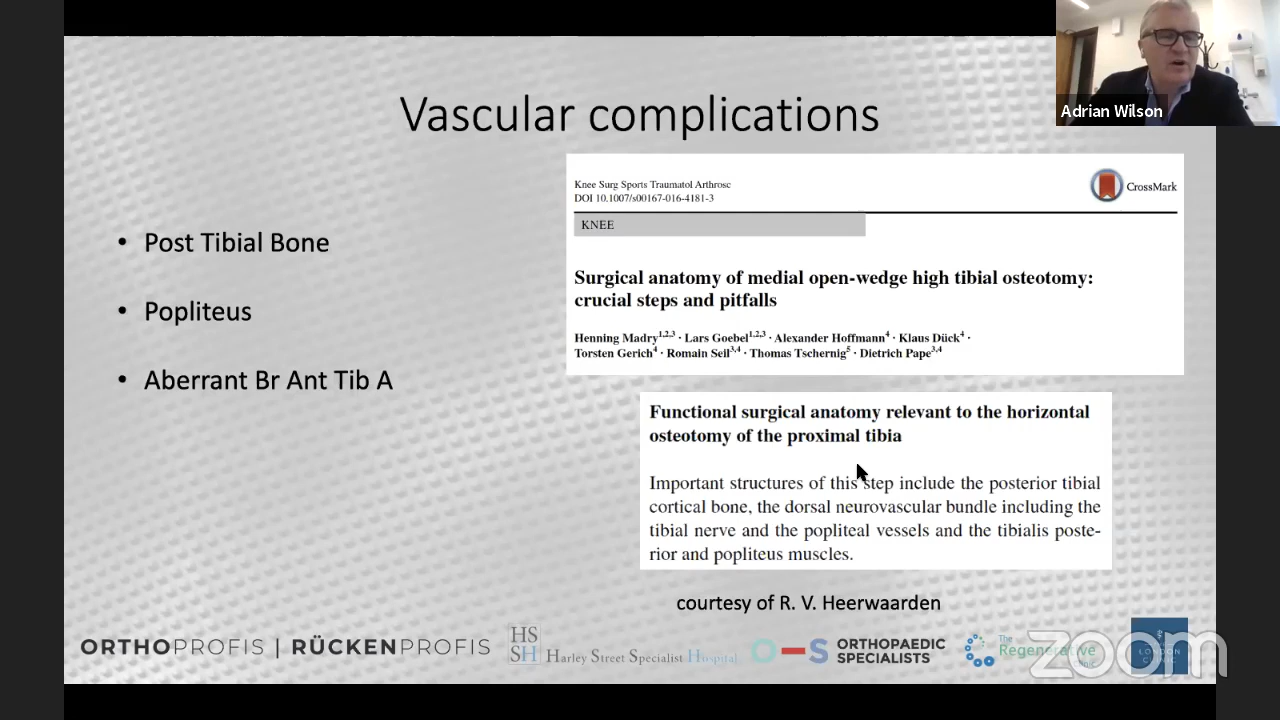 Vascular complications
Adrian Wilson
• Post Tibial Bone
• Popliteus
• Aberrant Br Ant Tib A
Knee Surg Sports Traumatol Arthrosc
DOI 10.1007/s00167-016-4181-3
CrossMark
KNEE
Surgical anatomy of medial open-wedge high tibial osteotomy:
crucial steps and pitfalls
Henning Madry1,2,3 · Lars Goebel1,2,3 · Alexander Hoffmann4 · Klaus Dück4 ·
Torsten Gerich4 · Romain Seil3,4 · Thomas Tschernig5 · Dietrich Pape3,4
Functional surgical anatomy relevant to the horizontal
osteotomy of the proximal tibia
Important structures of this step include the posterior tibial
cortical bone, the dorsal neurovascular bundle including the
tibial nerve and the popliteal vessels and the tibialis poste-
rior and popliteus muscles.
courtesy of R. V. Heerwaarden
ORTHOPROFIS | RÜCKENPROFIS
HS
SH Harley Street Specialist Hospital
O-S ORTHOPAEDIC
SPECIALISTS
The
Regenerative
Clinic
LONDON
CLINIC
zoom